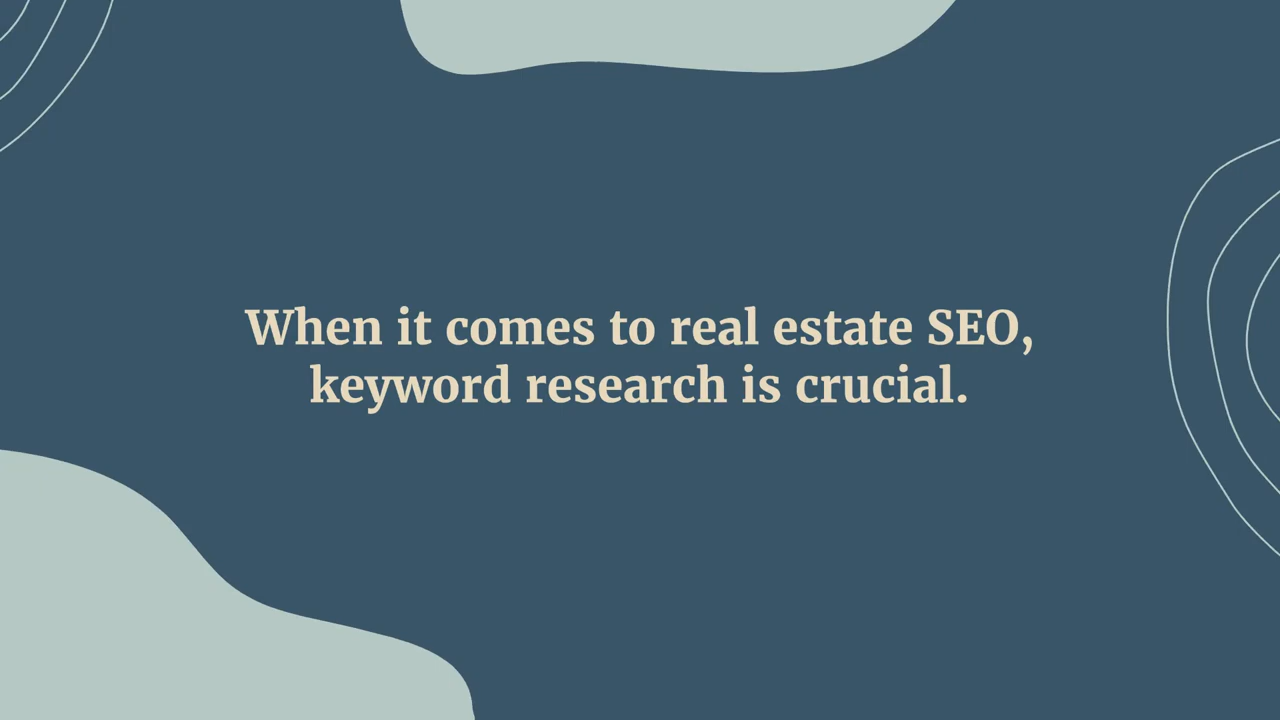 When it comes to real estate SEO,
keyword research is crucial.